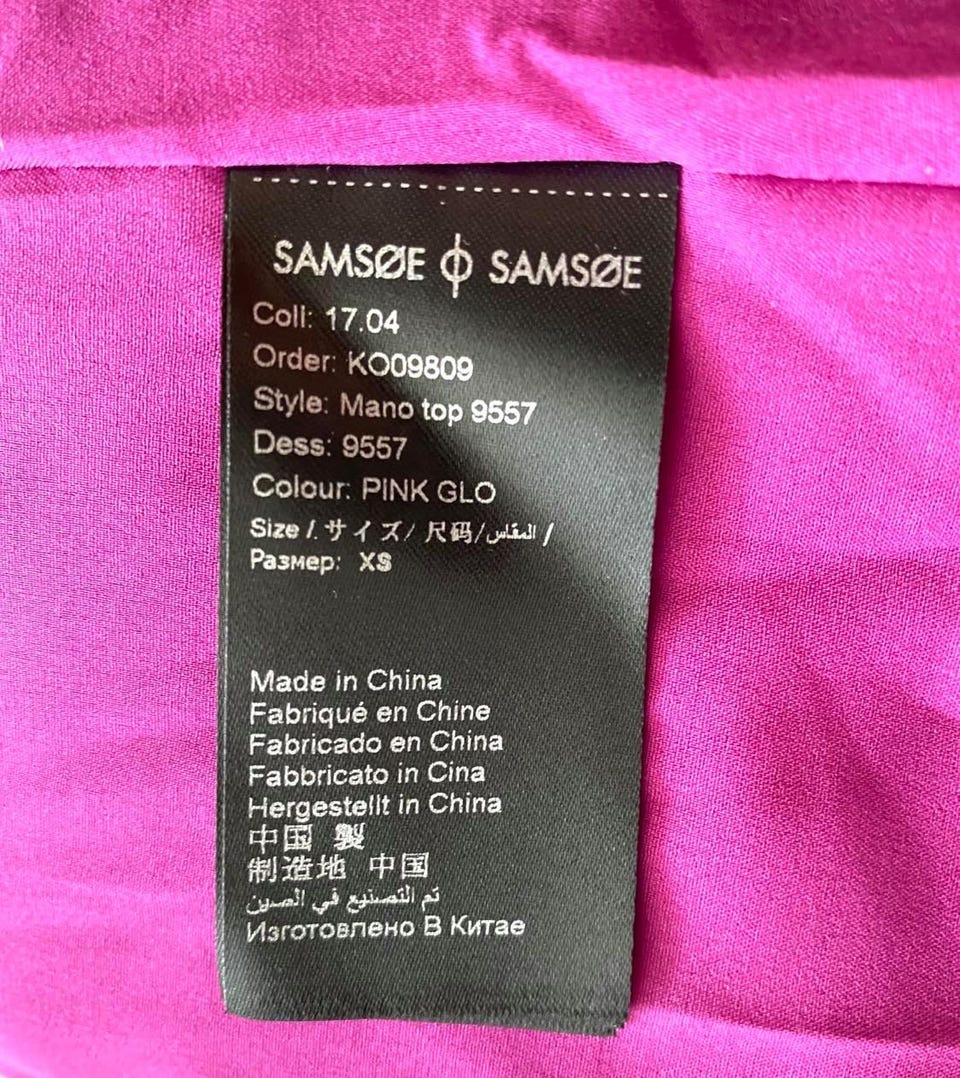 SAMSØE ϕ SAMSØE
Coll: 17.04
Order: KO09809
Style: Mano top 9557
Dess: 9557
Colour: PINK GLO
Size / サイズ/ 尺码/المقاس /
Размер: XS
Made in China
Fabriqué en Chine
Fabricado en China
Fabbricato in Cina
Hergestellt in China
中国 製
制造地 中国
تم التصنيع في الصين
Изготовлено В Китае